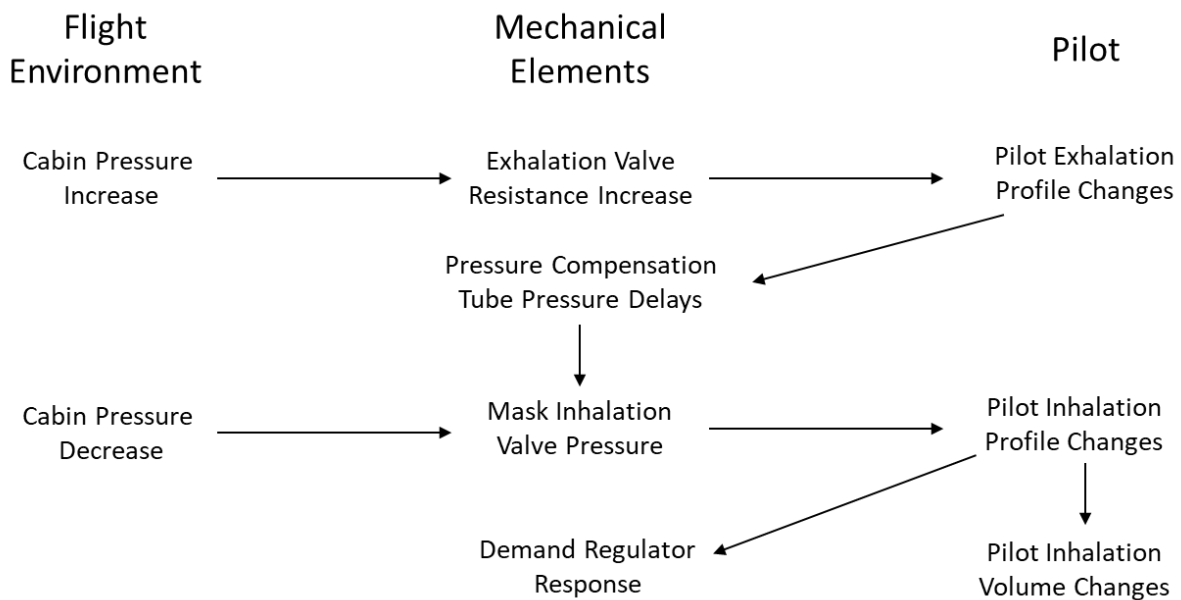 Flight
Environment
Mechanical
Elements
Pilot
Cabin Pressure
Increase
Exhalation Valve
Resistance Increase
Pilot Exhalation
Profile Changes
Pressure Compensation
Tube Pressure Delays
Cabin Pressure
Decrease
Mask Inhalation
Valve Pressure
Pilot Inhalation
Profile Changes
Demand Regulator
Response
Pilot Inhalation
Volume Changes